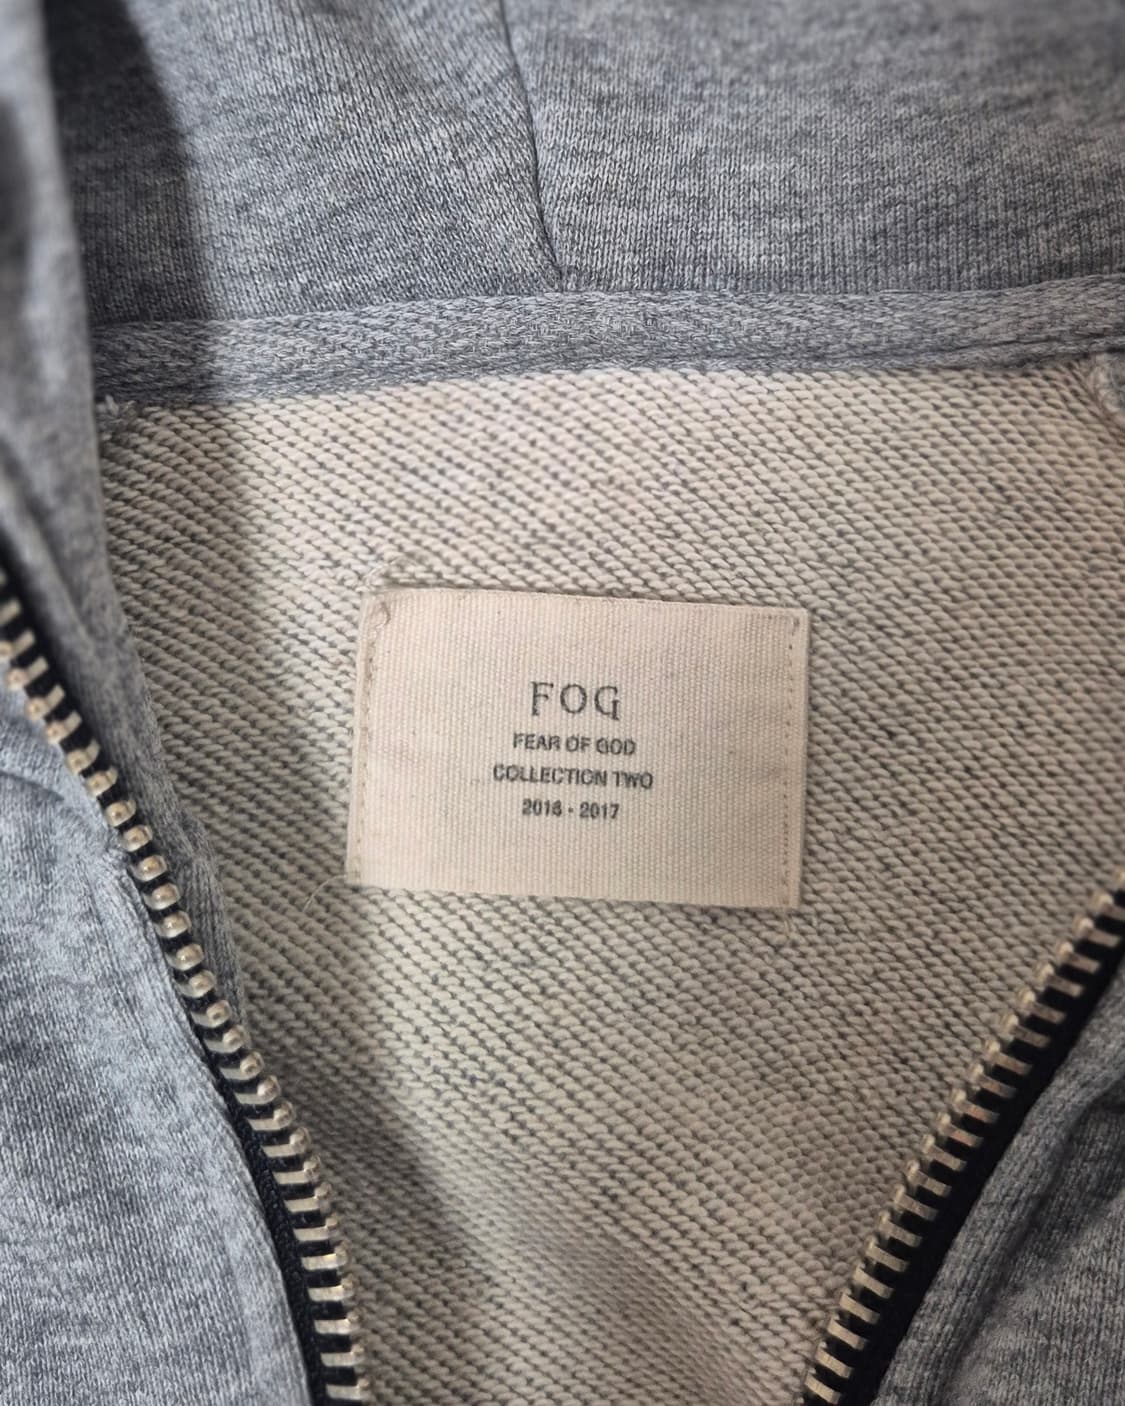 FOG
FEAR OF GOD
COLLECTION TWO
2016 - 2017